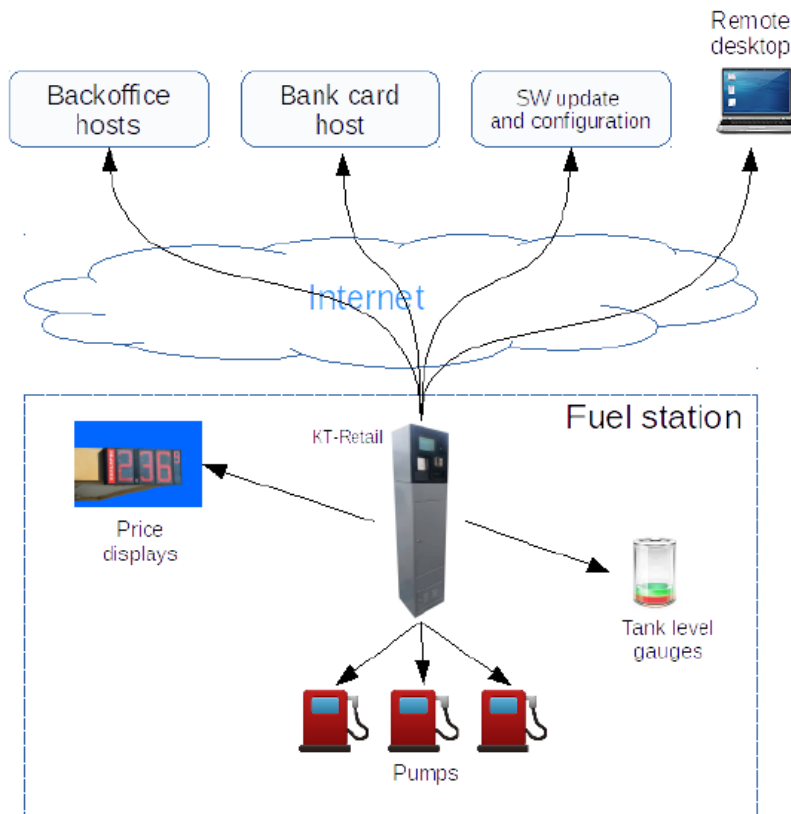 Remote
desktop
Backoffice
hosts
Bank card
host
SW update
and configuration
Internet
Fuel station
KT-Retail
2.36⁹
Price
displays
Tank level
gauges
Pumps